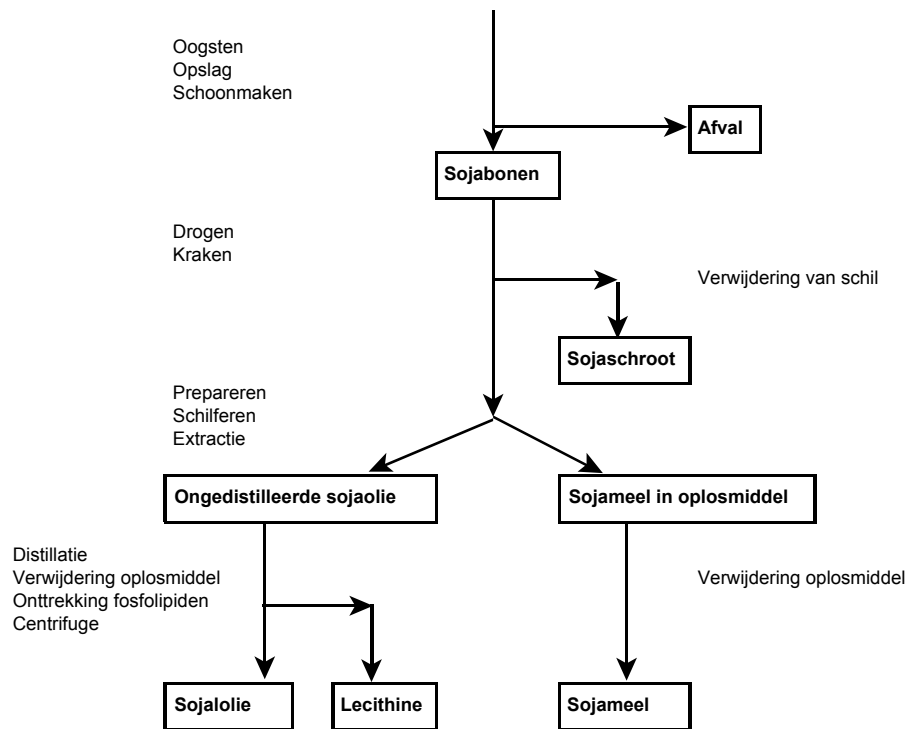 Oogsten
Opslag
Schoonmaken
Afval
Sojabonen
Drogen
Kraken
Verwijdering van schil
Sojaschroot
Prepareren
Schilferen
Extractie
Ongedistilleerde sojaolie
Sojameel in oplosmiddel
Distillatie
Verwijdering oplosmiddel
Onttrekking fosfolipiden
Centrifuge
Verwijdering oplosmiddel
Sojalolie
Lecithine
Sojameel